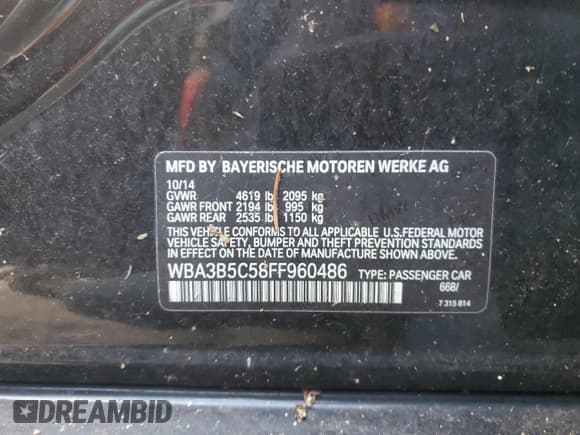 MFD BY BAYERISCHE MOTOREN WERKE AG
10/14
GVWR 4619 lb 2095 kg
GAWR FRONT 2194 lb 995 kg
GAWR REAR 2535 lb 1150 kg
THIS VEHICLE CONFORMS TO ALL APPLICABLE U.S.FEDERAL MOTOR
VEHICLE SAFETY, BUMPER AND THEFT PREVENTION STANDARDS
IN EFFECT ON THE DATE OF MANUFACTURE SHOWN ABOVE.
WBA3B5C58FF960486 TYPE: PASSENGER CAR
668/
7 315 814
BMW
DREAMBID